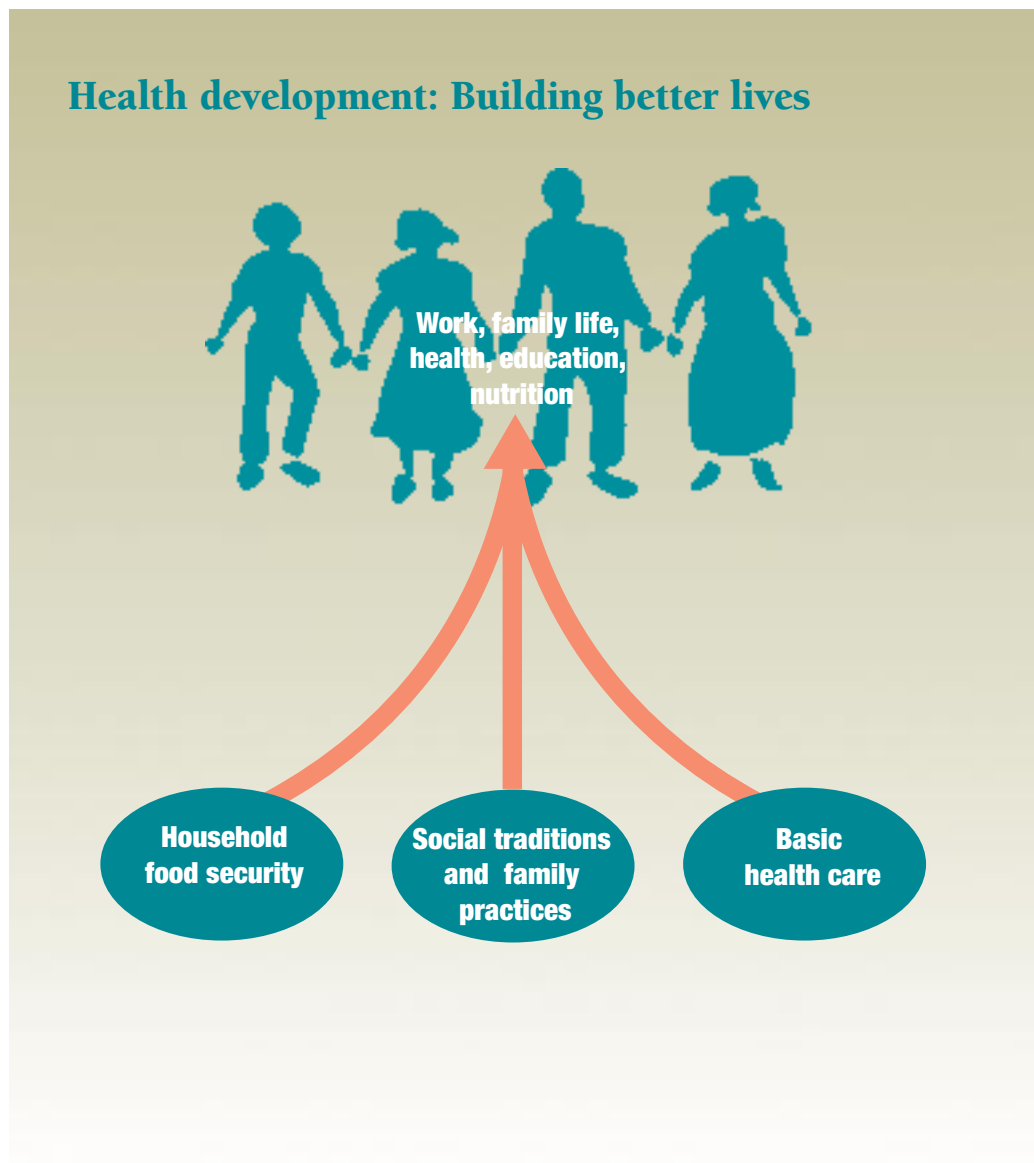 Health development: Building better lives
Work, family life,
health, education,
nutrition
Household
food security
Social traditions
and family
practices
Basic
health care